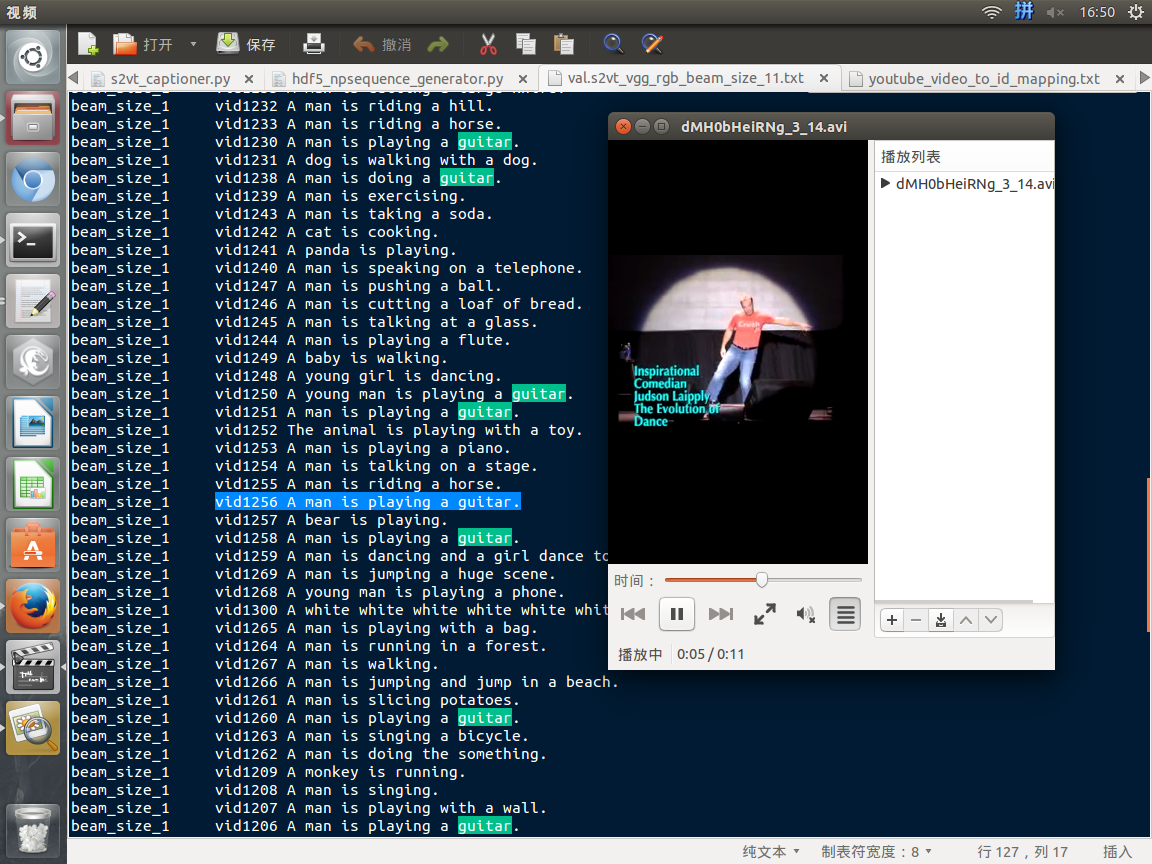 视频
拼
16:50
打开
保存
撤消
s2vt_captioner.py
hdf5_npsequence_generator.py
val.s2vt_vgg_rgb_beam_size_11.txt
youtube_video_to_id_mapping.txt
beam_size_1 vid1232 A man is riding a hill.
beam_size_1 vid1233 A man is riding a horse.
beam_size_1 vid1230 A man is playing a guitar.
beam_size_1 vid1231 A dog is walking with a dog.
beam_size_1 vid1238 A man is doing a guitar.
beam_size_1 vid1239 A man is exercising.
beam_size_1 vid1243 A man is taking a soda.
beam_size_1 vid1242 A cat is cooking.
beam_size_1 vid1241 A panda is playing.
beam_size_1 vid1240 A man is speaking on a telephone.
beam_size_1 vid1247 A man is pushing a ball.
beam_size_1 vid1246 A man is cutting a loaf of bread.
beam_size_1 vid1245 A man is talking at a glass.
beam_size_1 vid1244 A man is playing a flute.
beam_size_1 vid1249 A baby is walking.
beam_size_1 vid1248 A young girl is dancing.
beam_size_1 vid1250 A young man is playing a guitar.
beam_size_1 vid1251 A man is playing a guitar.
beam_size_1 vid1252 The animal is playing with a toy.
beam_size_1 vid1253 A man is playing a piano.
beam_size_1 vid1254 A man is talking on a stage.
beam_size_1 vid1255 A man is riding a horse.
beam_size_1 vid1256 A man is playing a guitar.
beam_size_1 vid1257 A bear is playing.
beam_size_1 vid1258 A man is playing a guitar.
beam_size_1 vid1259 A man is dancing and a girl dance to
beam_size_1 vid1269 A man is jumping a huge scene.
beam_size_1 vid1268 A young man is playing a phone.
beam_size_1 vid1300 A white white white white white whit
beam_size_1 vid1265 A man is playing with a bag.
beam_size_1 vid1264 A man is running in a forest.
beam_size_1 vid1267 A man is walking.
beam_size_1 vid1266 A man is jumping and jump in a beach.
beam_size_1 vid1261 A man is slicing potatoes.
beam_size_1 vid1260 A man is playing a guitar.
beam_size_1 vid1263 A man is singing a bicycle.
beam_size_1 vid1262 A man is doing the something.
beam_size_1 vid1209 A monkey is running.
beam_size_1 vid1208 A man is singing.
beam_size_1 vid1207 A man is playing with a wall.
beam_size_1 vid1206 A man is playing a guitar.
dMH0bHeiRNg_3_14.avi
播放列表
dMH0bHeiRNg_3_14.avi
Inspirational
Comedian
Judson Laipply
The Evolution of
Dance
时间：
播放中 0:05 / 0:11
纯文本
制表符宽度：8
行 127，列 17
插入